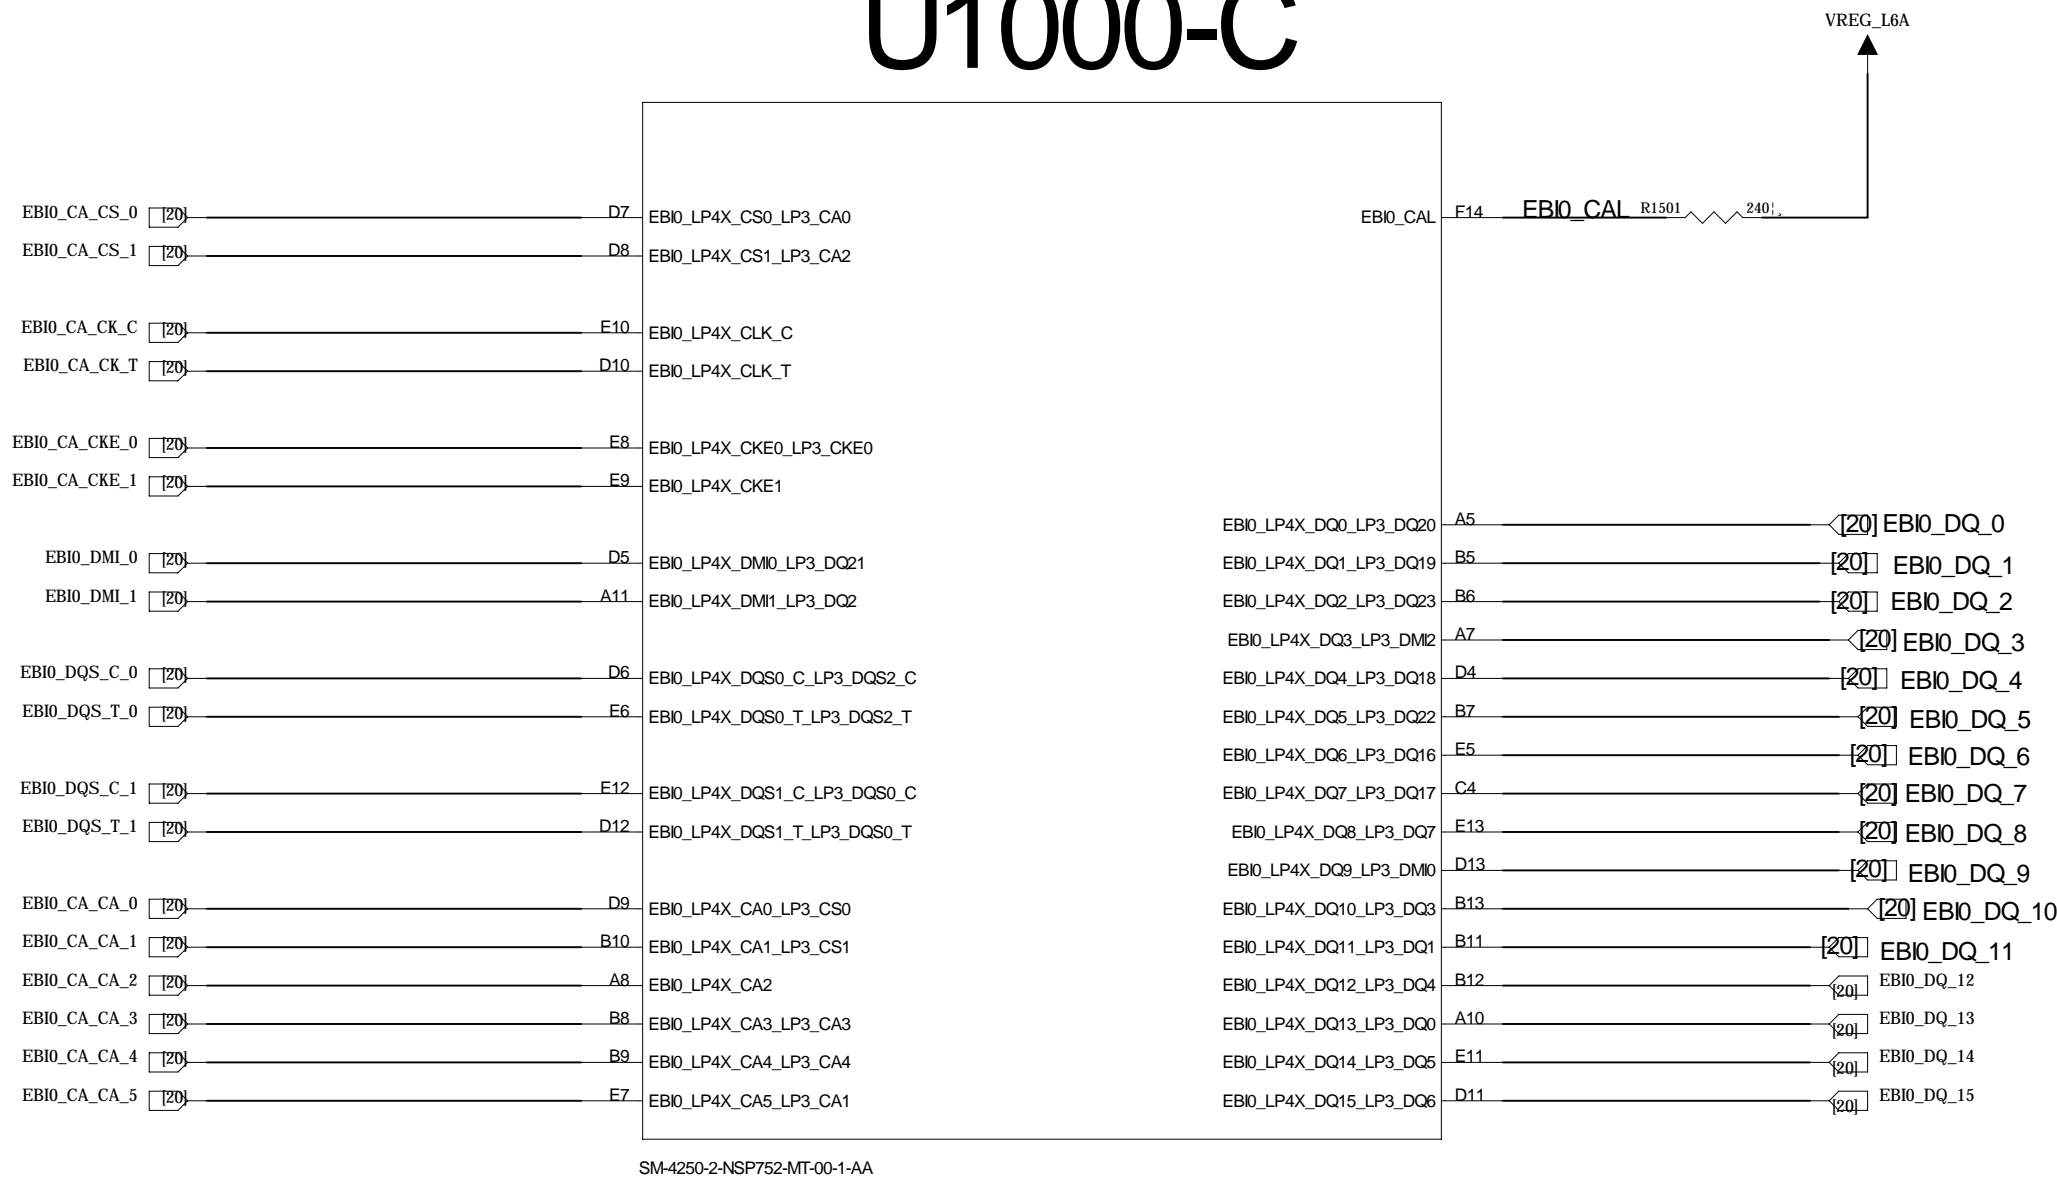 U1000-C
VREG_L6A
EBI0_CA_CS_0 [20] D7 EBI0_LP4X_CS0_LP3_CA0 EBI0_CAL F14 EBI0_CAL R1501 240
EBI0_CA_CS_1 [20] D8 EBI0_LP4X_CS1_LP3_CA2
EBI0_CA_CK_C [20] E10 EBI0_LP4X_CLK_C
EBI0_CA_CK_T [20] D10 EBI0_LP4X_CLK_T
EBI0_CA_CKE_0 [20] E8 EBI0_LP4X_CKE0_LP3_CKE0
EBI0_CA_CKE_1 [20] E9 EBI0_LP4X_CKE1
EBI0_LP4X_DQ0_LP3_DQ20 A5 [20] EBI0_DQ_0
EBI0_DMI_0 [20] D5 EBI0_LP4X_DMI0_LP3_DQ21 EBI0_LP4X_DQ1_LP3_DQ19 B5 [20] EBI0_DQ_1
EBI0_DMI_1 [20] A11 EBI0_LP4X_DMI1_LP3_DQ2 EBI0_LP4X_DQ2_LP3_DQ23 B6 [20] EBI0_DQ_2
EBI0_LP4X_DQ3_LP3_DMI2 A7 [20] EBI0_DQ_3
EBI0_DQS_C_0 [20] D6 EBI0_LP4X_DQS0_C_LP3_DQS2_C EBI0_LP4X_DQ4_LP3_DQ18 D4 [20] EBI0_DQ_4
EBI0_DQS_T_0 [20] E6 EBI0_LP4X_DQS0_T_LP3_DQS2_T EBI0_LP4X_DQ5_LP3_DQ22 B7 [20] EBI0_DQ_5
EBI0_LP4X_DQ6_LP3_DQ16 E5 [20] EBI0_DQ_6
EBI0_DQS_C_1 [20] E12 EBI0_LP4X_DQS1_C_LP3_DQS0_C EBI0_LP4X_DQ7_LP3_DQ17 C4 [20] EBI0_DQ_7
EBI0_DQS_T_1 [20] D12 EBI0_LP4X_DQS1_T_LP3_DQS0_T EBI0_LP4X_DQ8_LP3_DQ7 E13 [20] EBI0_DQ_8
EBI0_LP4X_DQ9_LP3_DMI0 D13 [20] EBI0_DQ_9
EBI0_CA_CA_0 [20] D9 EBI0_LP4X_CA0_LP3_CS0 EBI0_LP4X_DQ10_LP3_DQ3 B13 [20] EBI0_DQ_10
EBI0_CA_CA_1 [20] B10 EBI0_LP4X_CA1_LP3_CS1 EBI0_LP4X_DQ11_LP3_DQ1 B11 [20] EBI0_DQ_11
EBI0_CA_CA_2 [20] A8 EBI0_LP4X_CA2 EBI0_LP4X_DQ12_LP3_DQ4 B12 [20] EBI0_DQ_12
EBI0_CA_CA_3 [20] B8 EBI0_LP4X_CA3_LP3_CA3 EBI0_LP4X_DQ13_LP3_DQ0 A10 [20] EBI0_DQ_13
EBI0_CA_CA_4 [20] B9 EBI0_LP4X_CA4_LP3_CA4 EBI0_LP4X_DQ14_LP3_DQ5 E11 [20] EBI0_DQ_14
EBI0_CA_CA_5 [20] E7 EBI0_LP4X_CA5_LP3_CA1 EBI0_LP4X_DQ15_LP3_DQ6 D11 [20] EBI0_DQ_15
SM-4250-2-NSP752-MT-00-1-AA